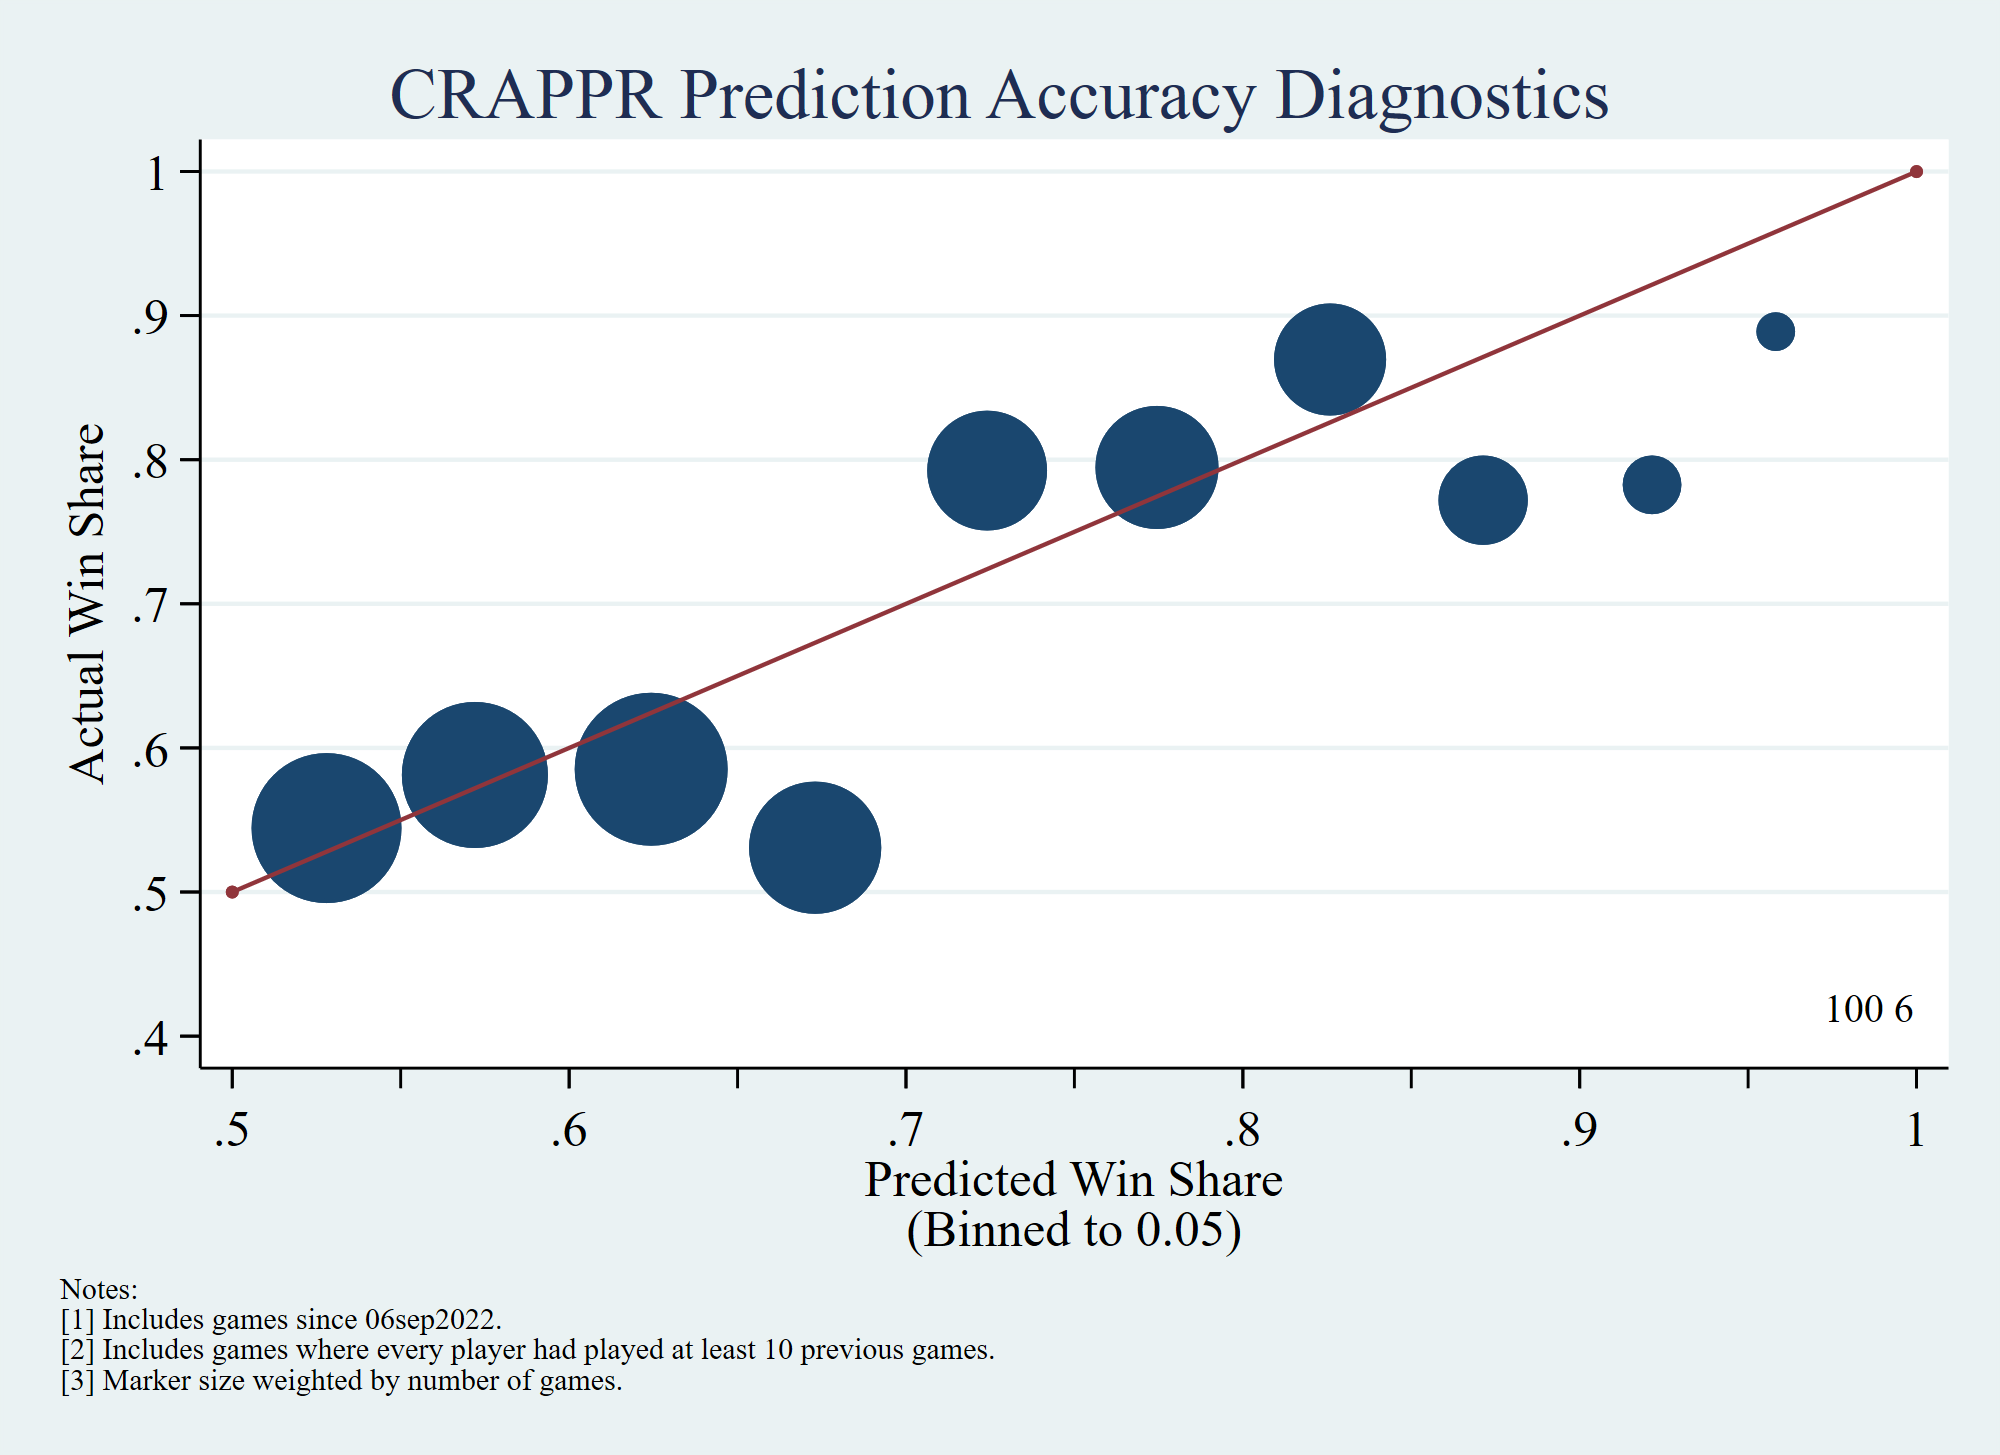 CRAPPR Prediction Accuracy Diagnostics
1
.9
.8
.7
.6
.5
.4
Actual Win Share
100 6
.5 .6 .7 .8 .9 1
Predicted Win Share
(Binned to 0.05)
Notes:
[1] Includes games since 06sep2022.
[2] Includes games where every player had played at least 10 previous games.
[3] Marker size weighted by number of games.